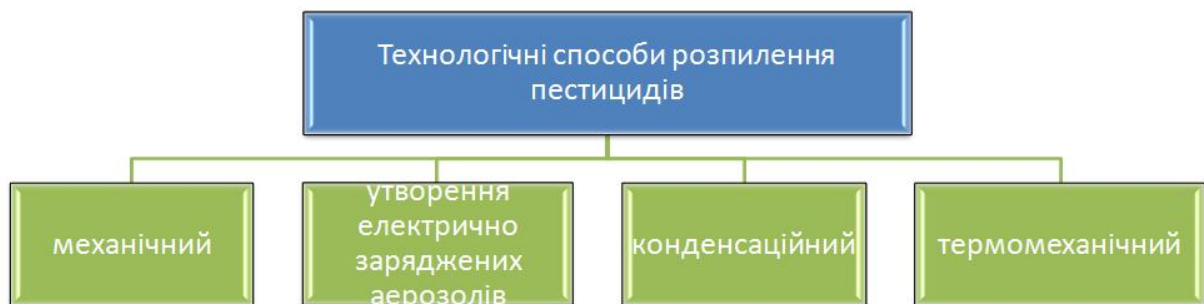 Технологічні способи розпилення
пестицидів
механічний
утворення
електрично
заряджених
аерозолів
конденсаційний
термомеханічний